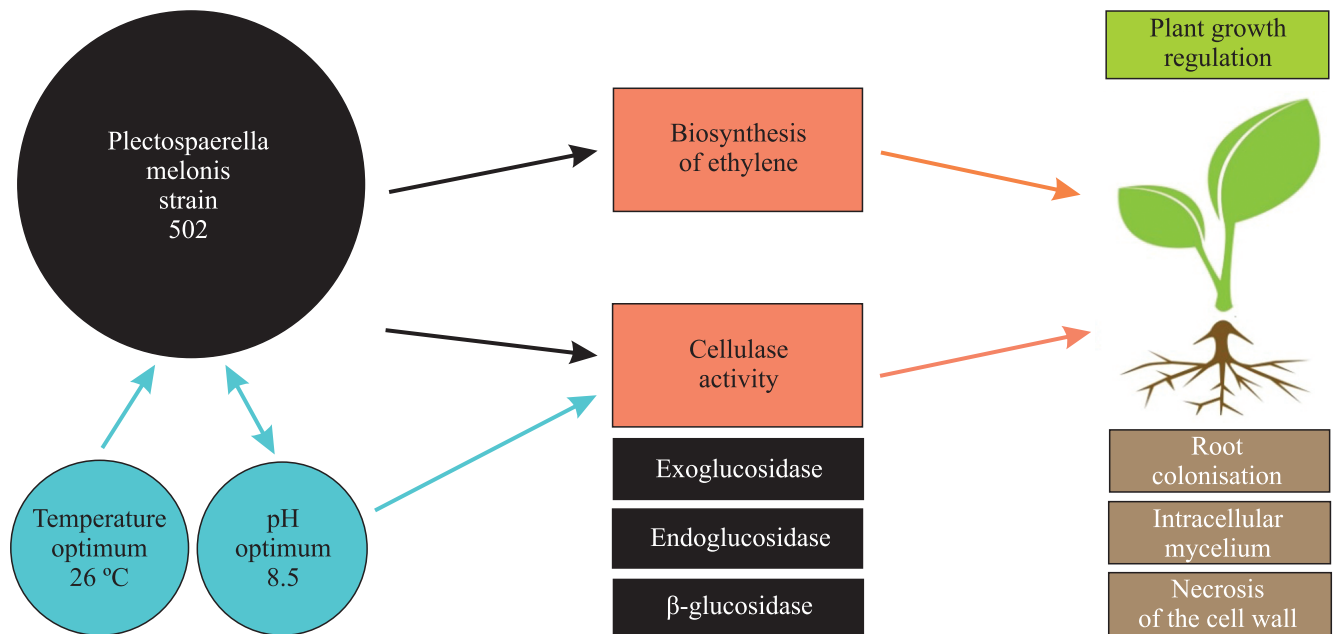 Plectospaerella
melonis
strain
502
Temperature
optimum
26 ºC
pH
optimum
8.5
Biosynthesis
of ethylene
Cellulase
activity
Exoglucosidase
Endoglucosidase
β-glucosidase
Plant growth
regulation
Root
colonisation
Intracellular
mycelium
Necrosis
of the cell wall